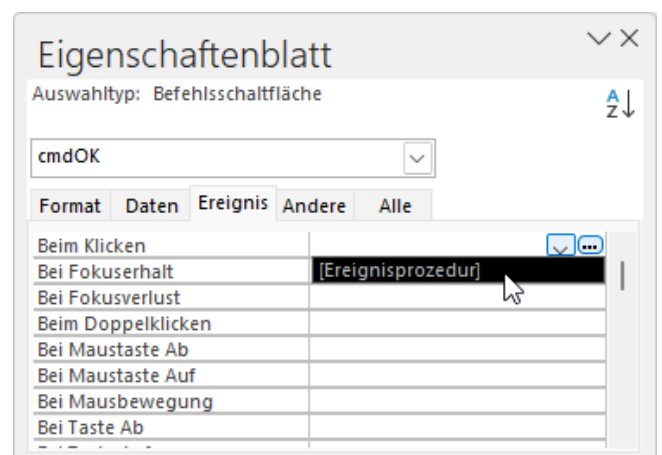 Eigenschaftenblatt
Auswahltyp: Befehlsschaltfläche
A
Z
cmdOK
Format Daten Ereignis Andere Alle
Beim Klicken
Bei Fokuserhalt [Ereignisprozedur]
Bei Fokusverlust
Beim Doppelklicken
Bei Maustaste Ab
Bei Maustaste Auf
Bei Mausbewegung
Bei Taste Ab